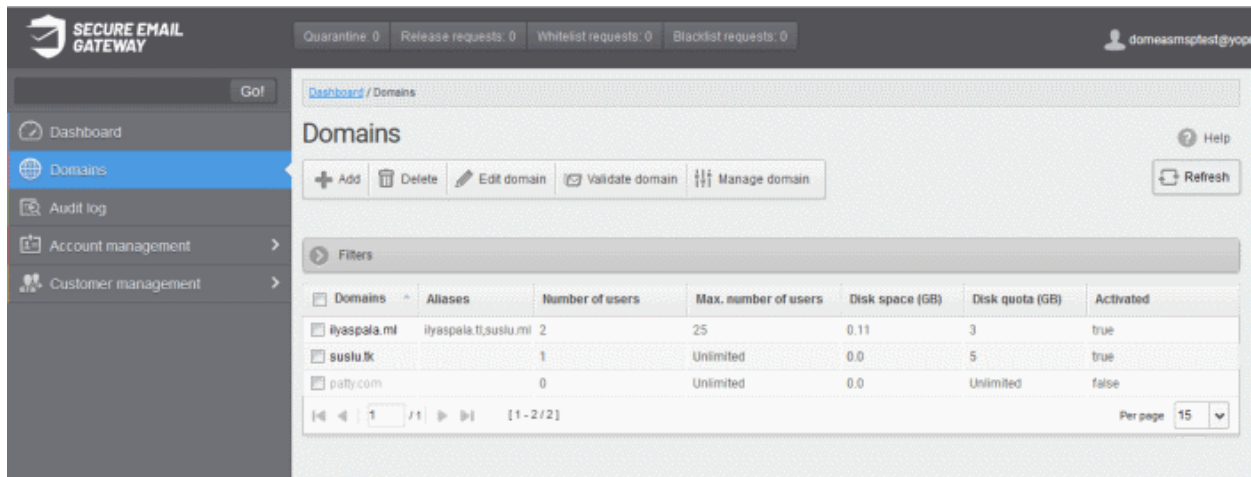 SECURE EMAIL
GATEWAY
Quarantine: 0 Release requests: 0 Whitelist requests: 0 Blacklist requests: 0
domeasmsptest@yop
Go!
Dashboard
Domains
Audit log
Account management
Customer management
Dashboard / Domains
Domains
Help
Add Delete Edit domain Validate domain Manage domain
Refresh
Filters
Domains Aliases Number of users Max. number of users Disk space (GB) Disk quota (GB) Activated
ilyaspala.ml ilyaspala.tl,suslu.ml 2 25 0.11 3 true
suslu.tk 1 Unlimited 0.0 5 true
patty.com 0 Unlimited 0.0 Unlimited false
1 /1 [1-2/2]
Per page 15